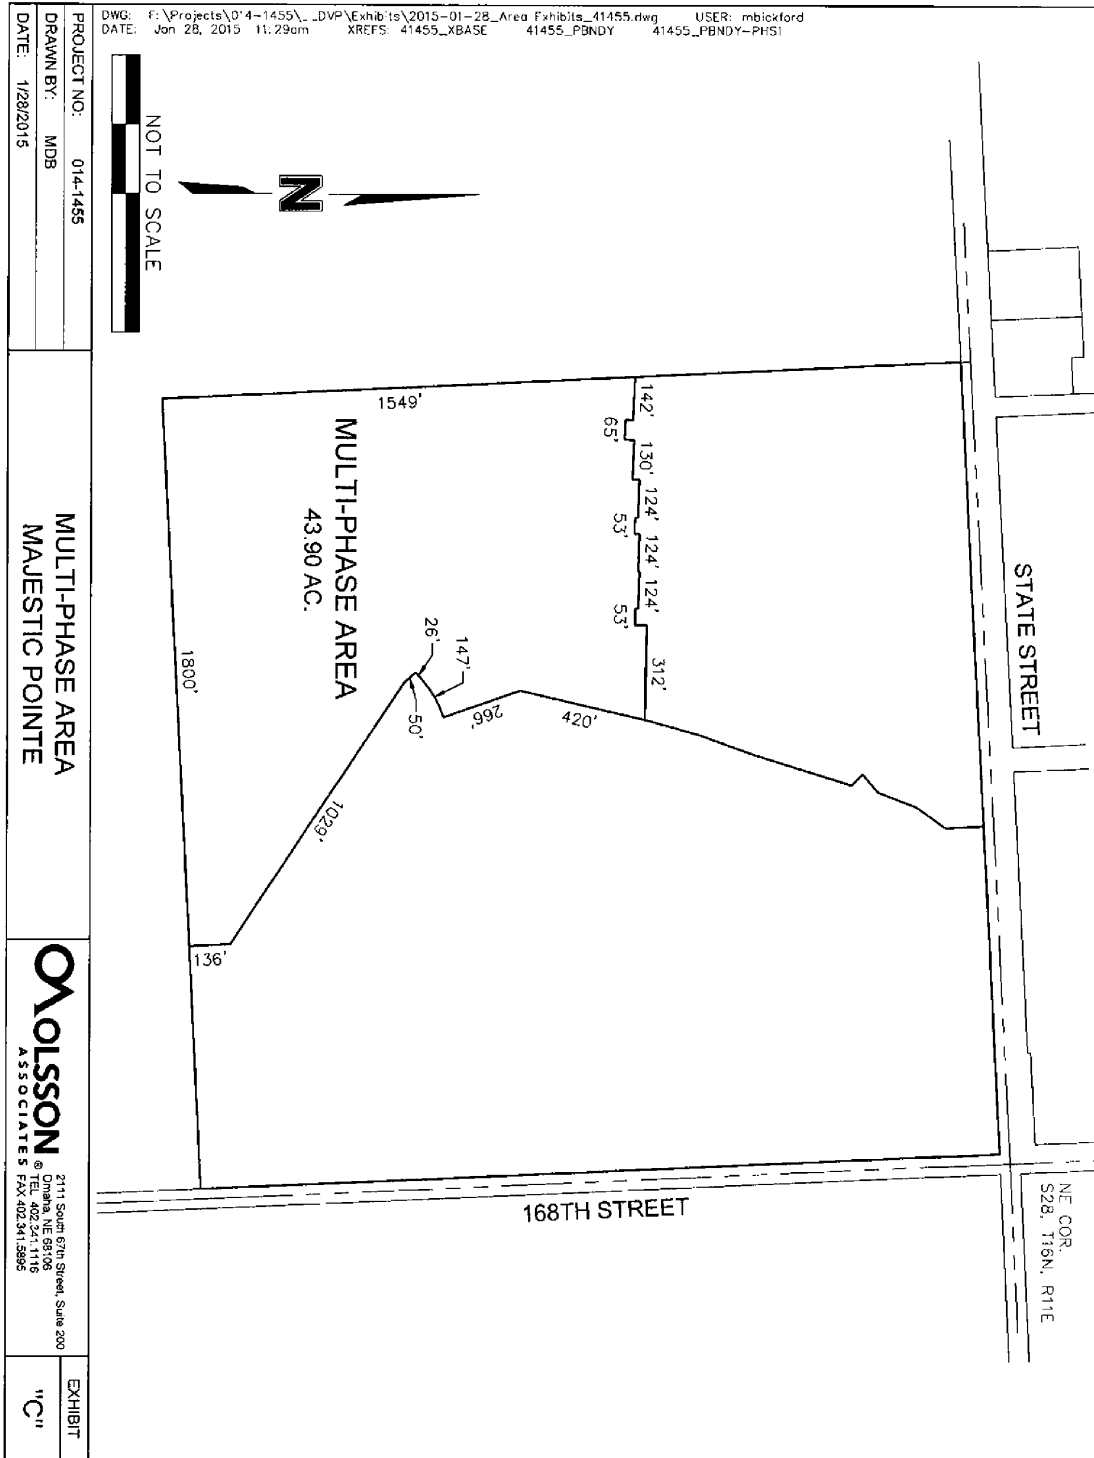 DWG: F:\Projects\0'4-1455\_ _DVP\Exhibits\2015-01-28_Area Exhibits_41455.dwg USER: mbickford
DATE: Jan 28, 2015 11:29am XREFS: 41455_XBASE 41455_PBNDY 41455_PBNDY-PHS1
NOT TO SCALE
N
STATE STREET
NE COR.
S28, T16N, R11E
168TH STREET
142'
65'
130'
124'
53'
124'
124'
53'
312'
420'
266'
147'
26'
50'
1029'
136'
1800'
1549'
MULTI-PHASE AREA
43.90 AC.
PROJECT NO: 014-1455
DRAWN BY: MDB
DATE: 1/28/2015
MULTI-PHASE AREA
MAJESTIC POINTE
OLSSON ®
ASSOCIATES
2111 South 67th Street, Suite 200
Omaha, NE 68106
TEL 402.341.1116
FAX 402.341.5895
EXHIBIT
"C"